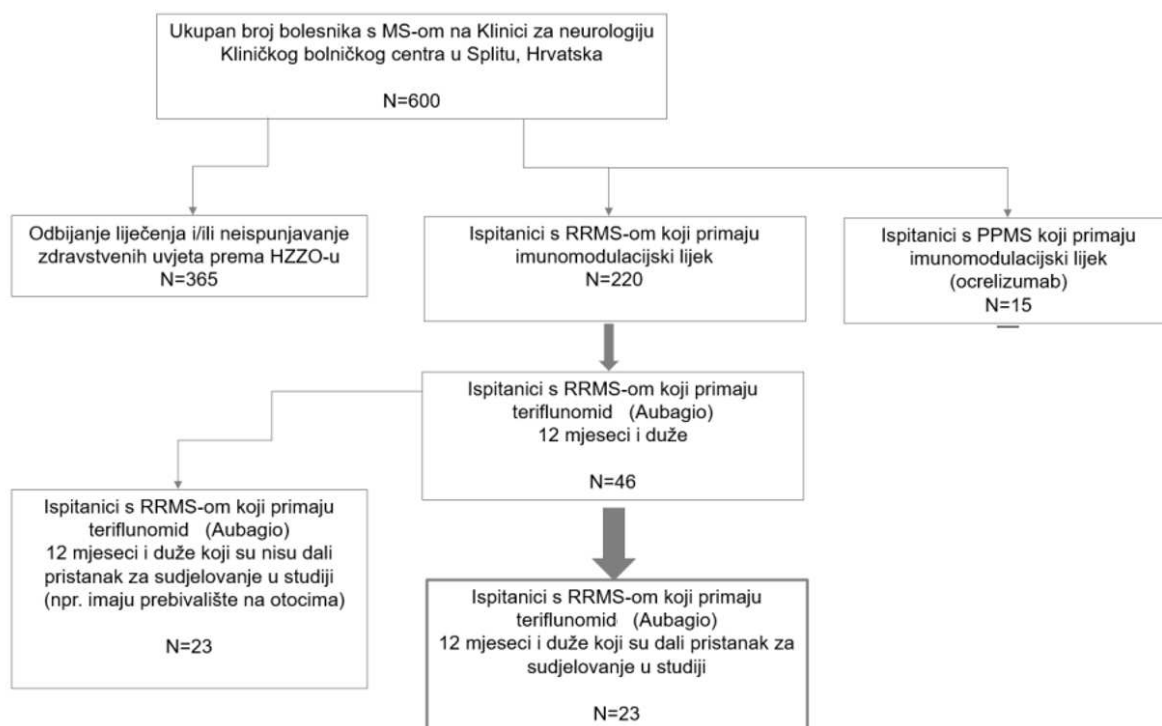 Ukupan broj bolesnika s MS-om na Klinici za neurologiju
Kliničkog bolničkog centra u Splitu, Hrvatska
N=600
Odbijanje liječenja i/ili neispunjavanje
zdravstvenih uvjeta prema HZZO-u
N=365
Ispitanici s RRMS-om koji primaju
imunomodulacijski lijek
N=220
Ispitanici s PPMS koji primaju
imunomodulacijski lijek
(ocrelizumab)
N=15
Ispitanici s RRMS-om koji primaju
teriflunomid (Aubagio)
12 mjeseci i duže
N=46
Ispitanici s RRMS-om koji primaju
teriflunomid (Aubagio)
12 mjeseci i duže koji su nisu dali
pristanak za sudjelovanje u studiji
(npr. imaju prebivalište na otocima)
N=23
Ispitanici s RRMS-om koji primaju
teriflunomid (Aubagio)
12 mjeseci i duže koji su dali pristanak za
sudjelovanje u studiji
N=23